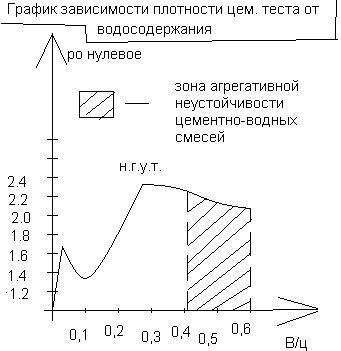 График зависимости плотности цем. теста от
водосодержания
ро нулевое
зона агрегативной
неустойчивости
цементно-водных
смесей
н.г.у.т.
2.4
2.2
2.0
1.8
1.6
1.4
1.2
0,1 0,2 0,3 0,4 0,5 0,6
В/ц